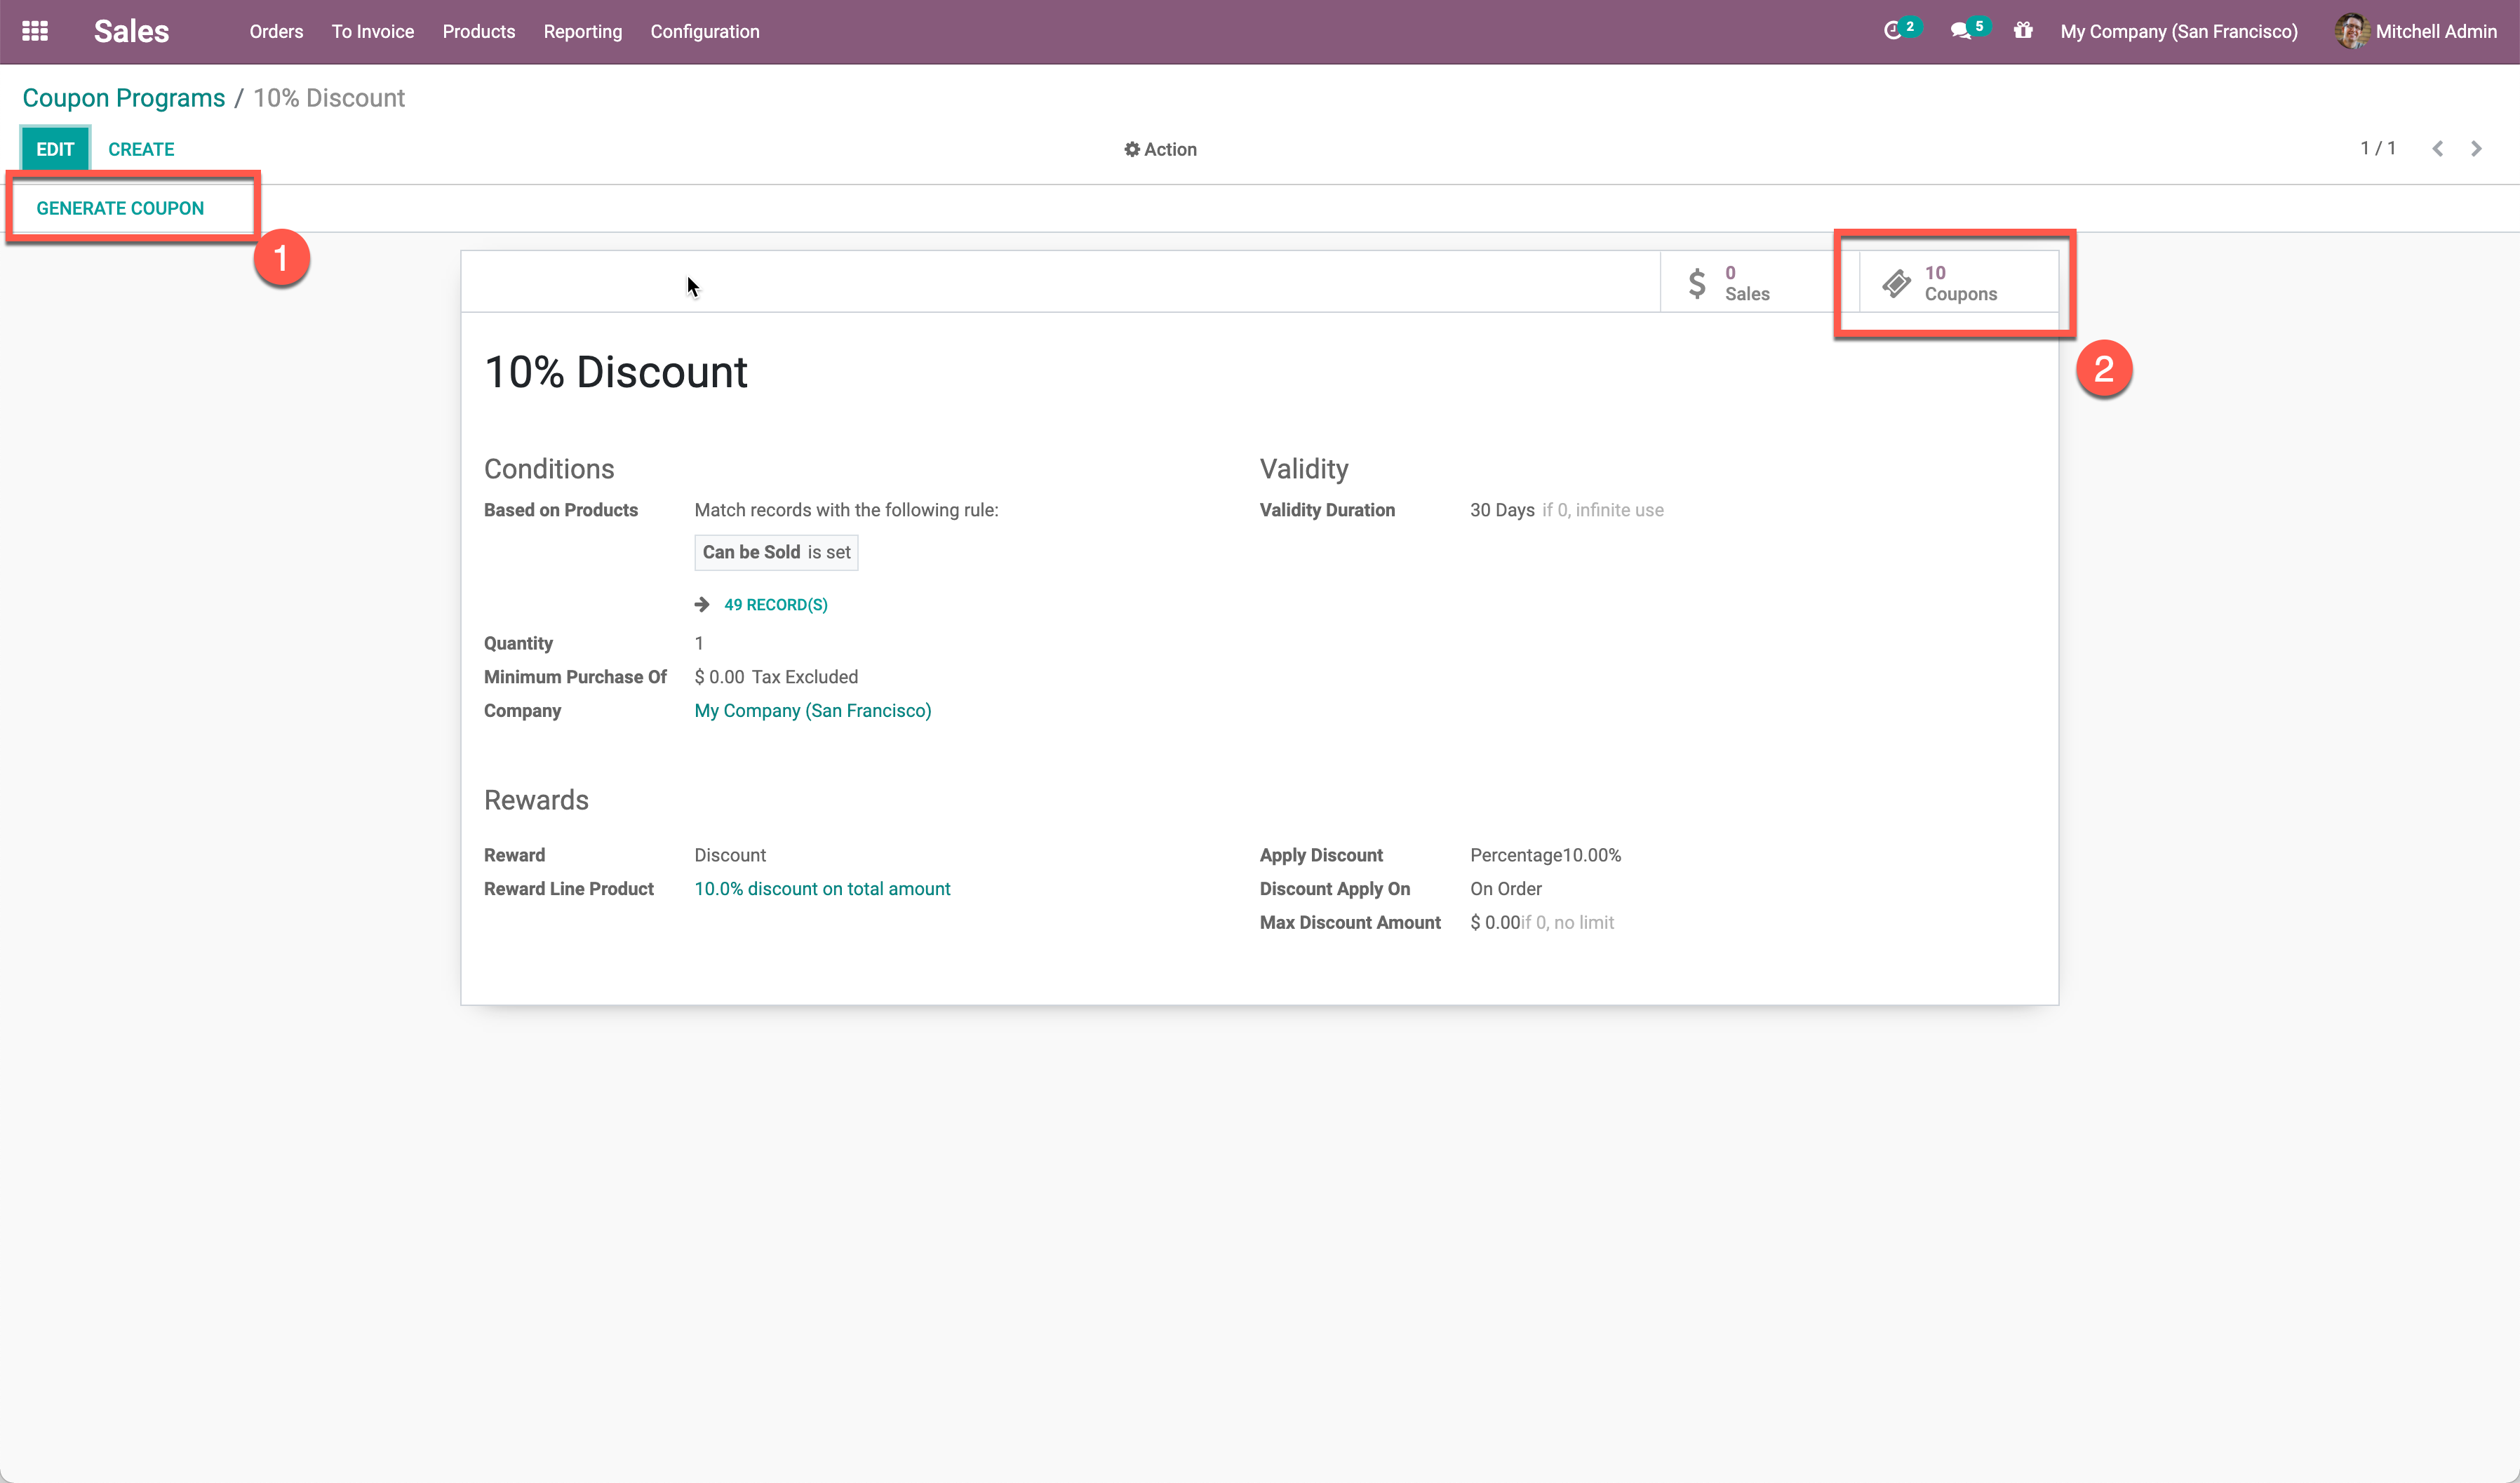 Sales Orders To Invoice Products Reporting Configuration 2 5 My Company (San Francisco) Mitchell Admin
Coupon Programs / 10% Discount
EDIT CREATE Action 1 / 1
GENERATE COUPON
1
0
Sales
10
Coupons
2
10% Discount
Conditions
Based on Products Match records with the following rule:
Can be Sold is set
49 RECORD(S)
Quantity 1
Minimum Purchase Of $ 0.00 Tax Excluded
Company My Company (San Francisco)
Validity
Validity Duration 30 Days if 0, infinite use
Rewards
Reward Discount
Reward Line Product 10.0% discount on total amount
Apply Discount Percentage10.00%
Discount Apply On On Order
Max Discount Amount $ 0.00if 0, no limit